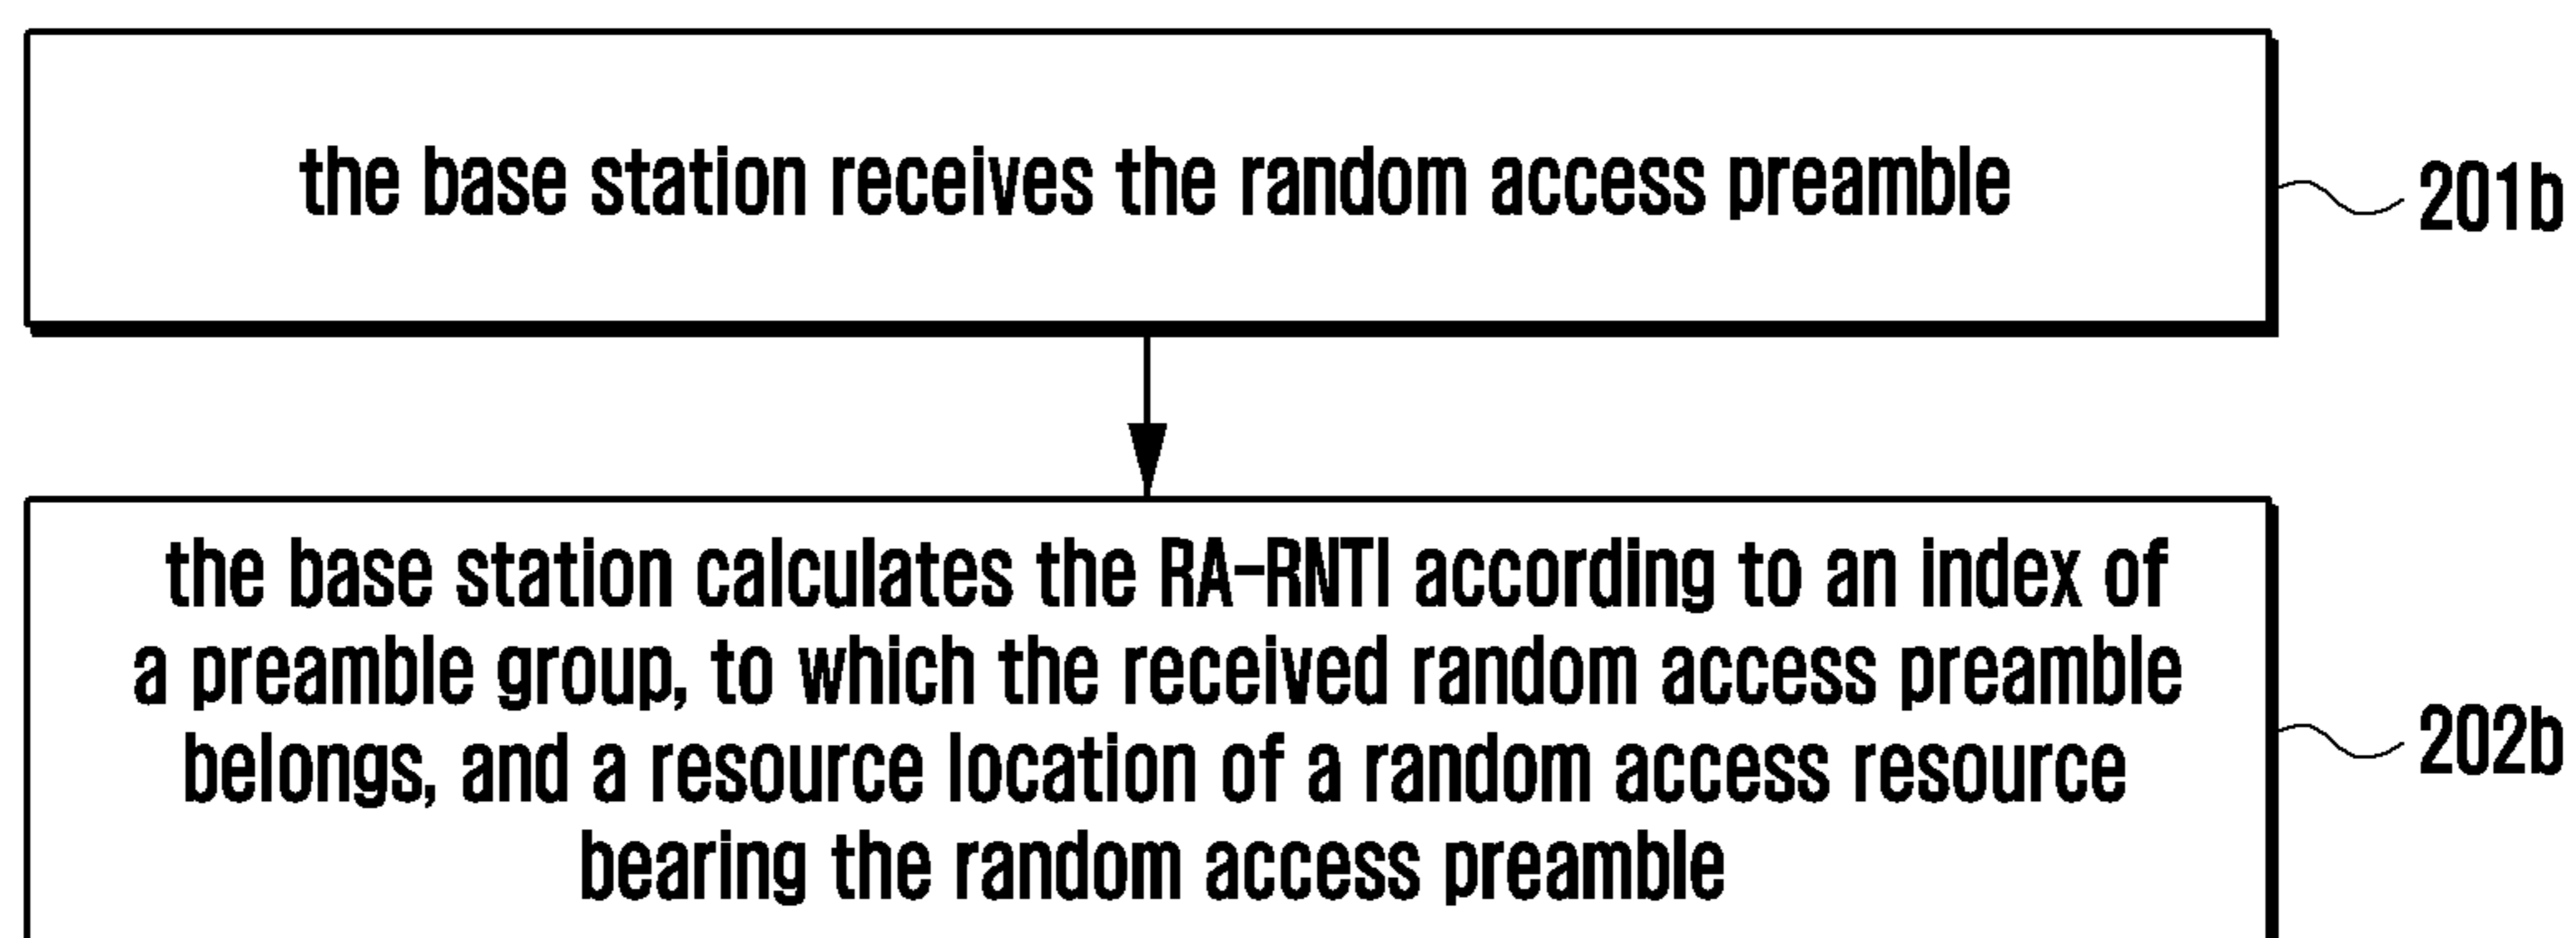 the base station receives the random access preamble
201b
the base station calculates the RA-RNTI according to an index of
a preamble group, to which the received random access preamble
belongs, and a resource location of a random access resource
bearing the random access preamble
202b